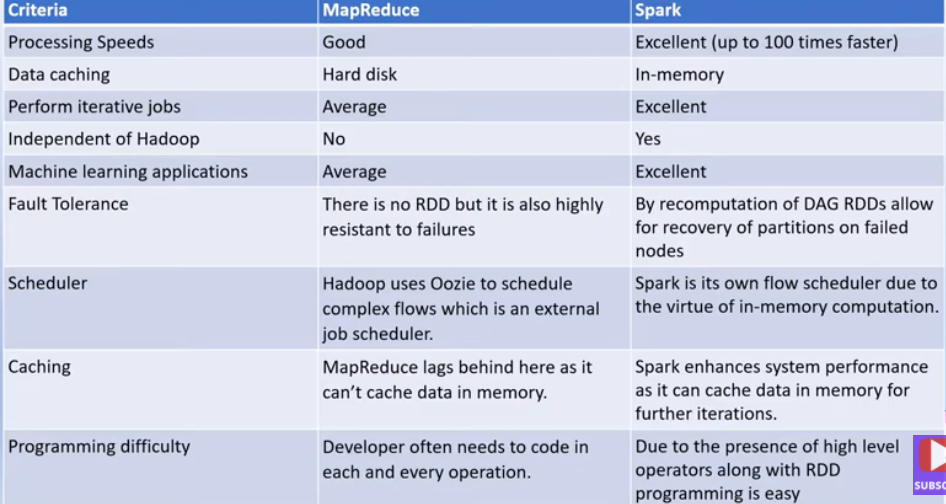 Criteria MapReduce Spark
Processing Speeds Good Excellent (up to 100 times faster)
Data caching Hard disk In-memory
Perform iterative jobs Average Excellent
Independent of Hadoop No Yes
Machine learning applications Average Excellent
Fault Tolerance
There is no RDD but it is also highly
resistant to failures
By recomputation of DAG RDDs allow
for recovery of partitions on failed
nodes
Scheduler
Hadoop uses Oozie to schedule
complex flows which is an external
job scheduler.
Spark is its own flow scheduler due to
the virtue of in-memory computation.
Caching
MapReduce lags behind here as it
can't cache data in memory.
Spark enhances system performance
as it can cache data in memory for
further iterations.
Programming difficulty
Developer often needs to code in
each and every operation.
Due to the presence of high level
operators along with RDD
programming is easy